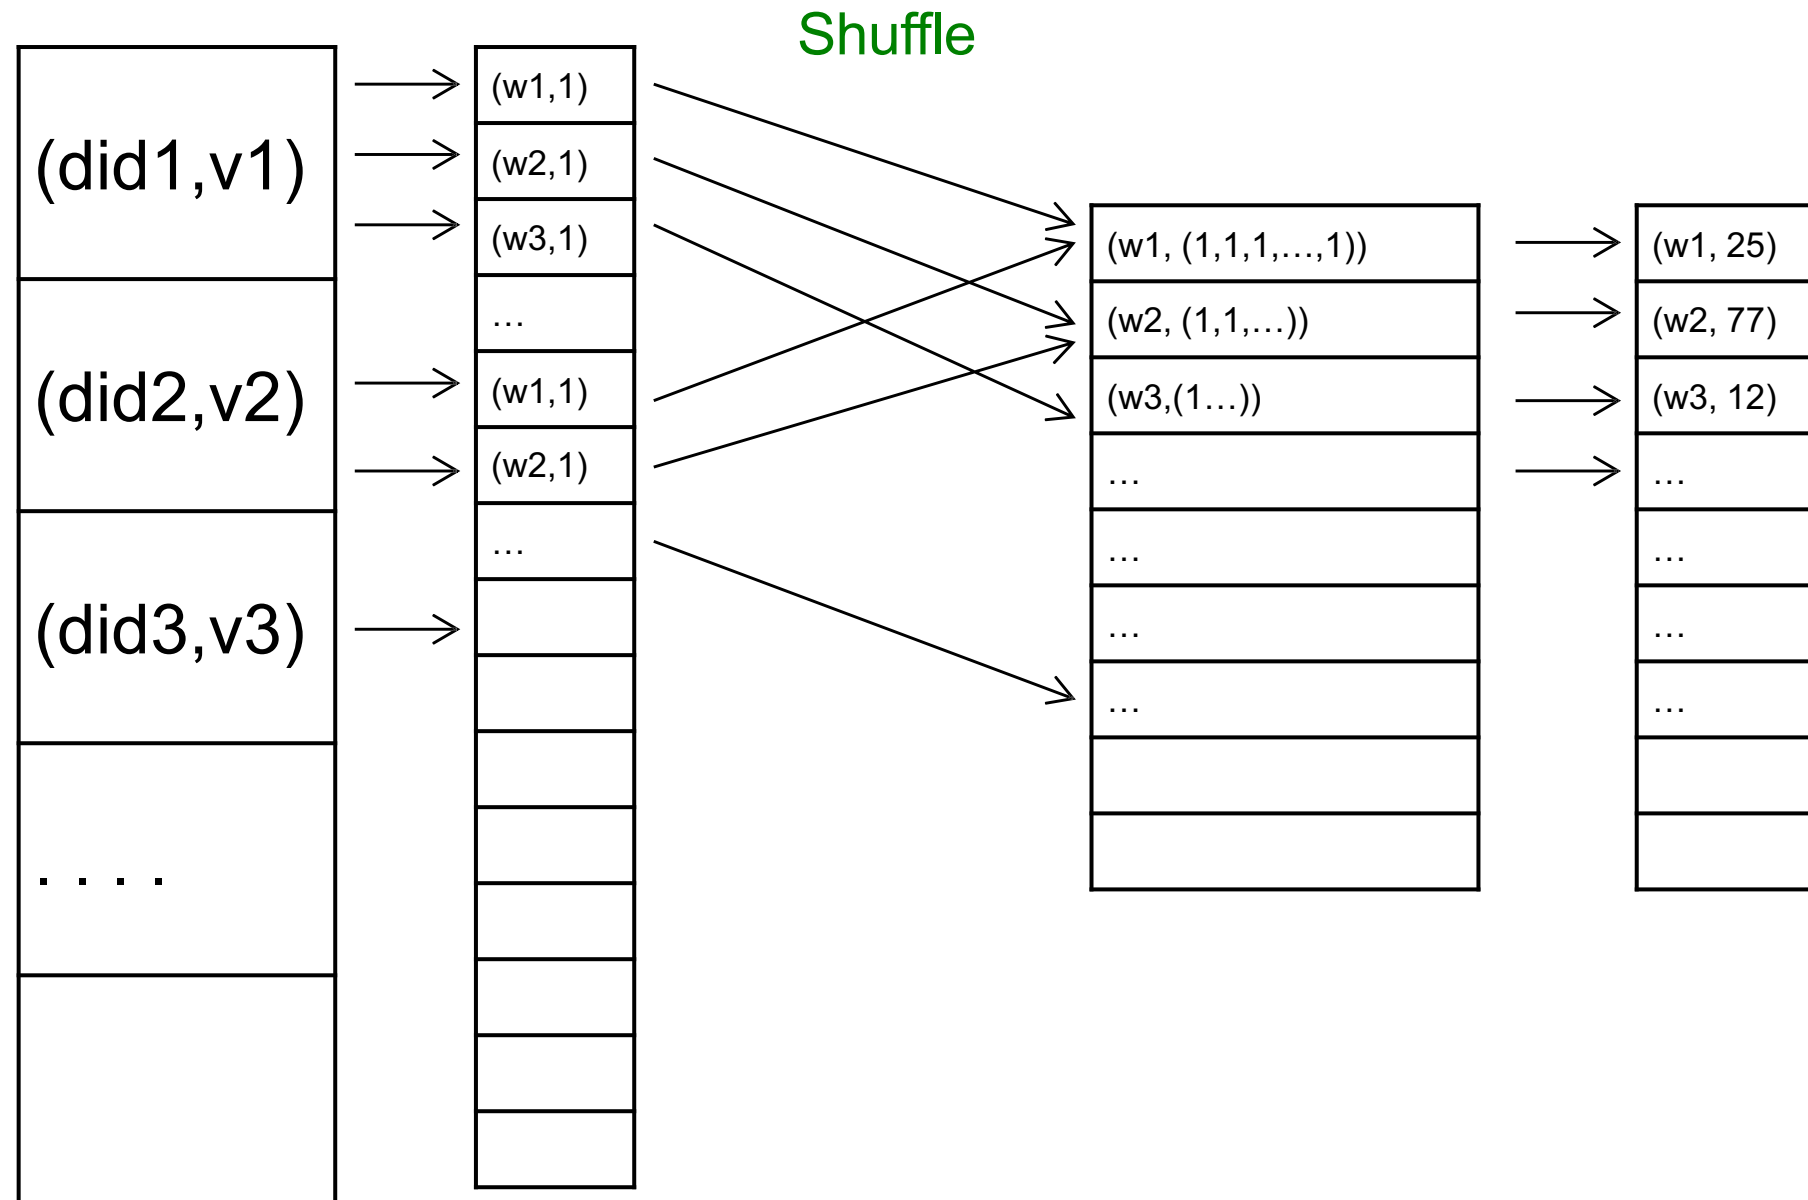 Shuffle
(did1,v1)
(did2,v2)
(did3,v3)
. . . .
(w1,1)
(w2,1)
(w3,1)
…
(w1,1)
(w2,1)
…
(w1, (1,1,1,…,1))
(w2, (1,1,…))
(w3,(1…))
…
…
…
…
(w1, 25)
(w2, 77)
(w3, 12)
…
…
…
…